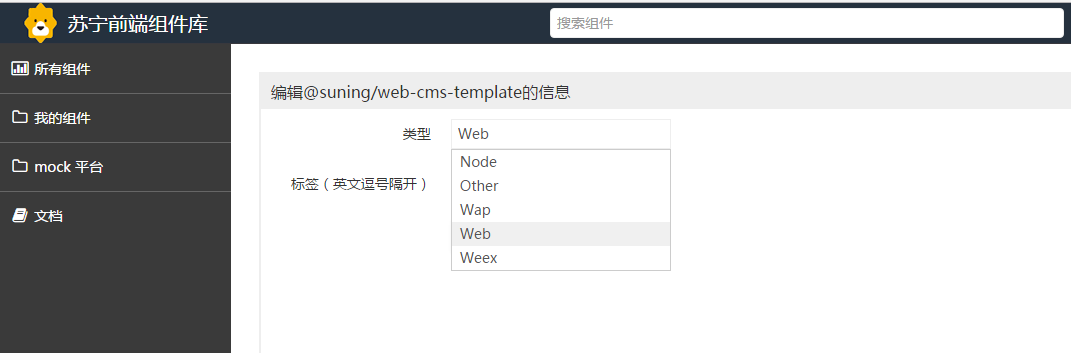 苏宁前端组件库
搜索组件
所有组件
我的组件
mock 平台
文档
编辑@suning/web-cms-template的信息
类型
Web
标签（英文逗号隔开）
Node
Other
Wap
Web
Weex